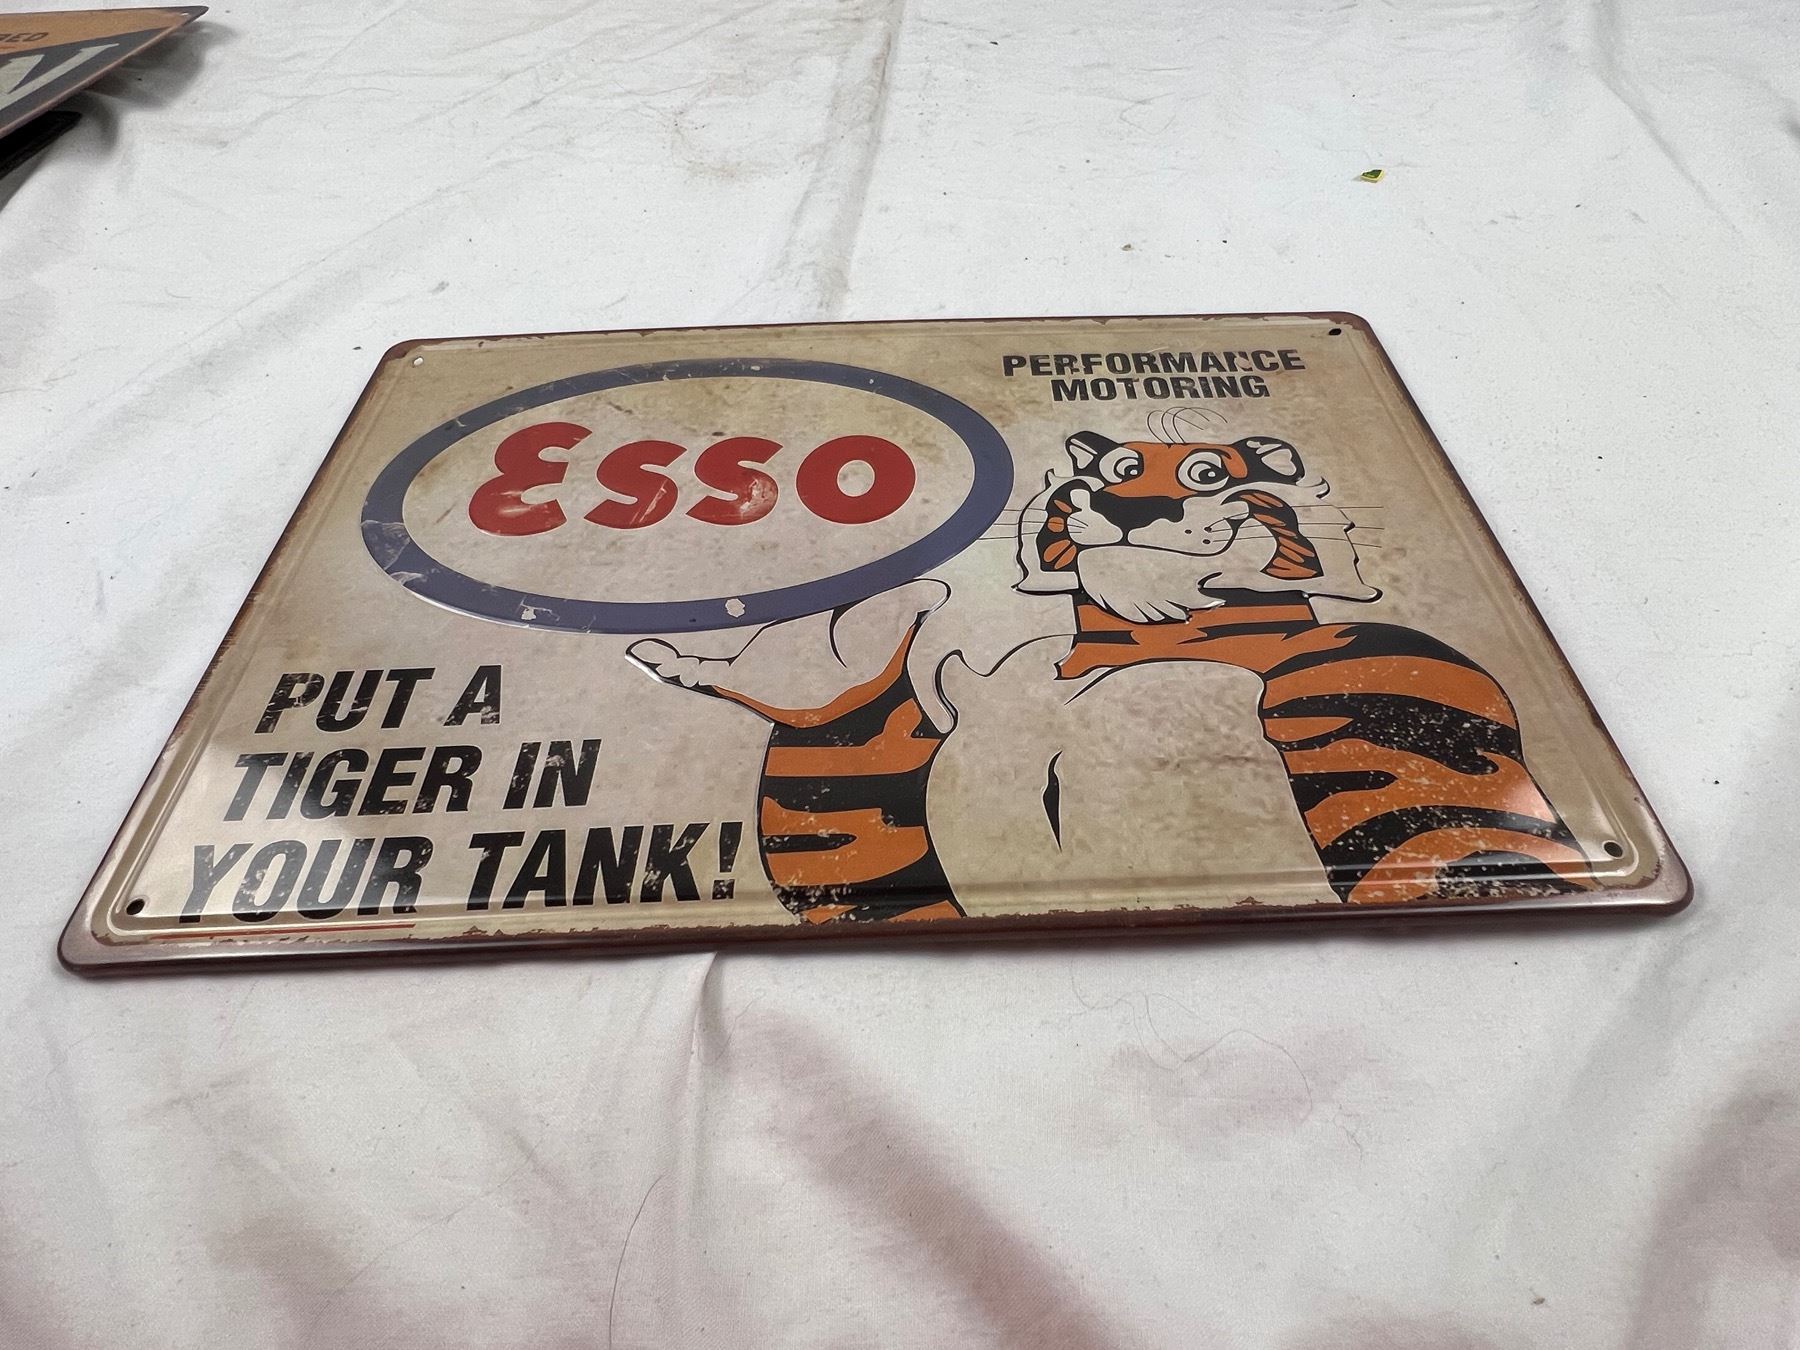 PERFORMANCE
MOTORING
Esso
PUT A
TIGER IN
YOUR TANK!